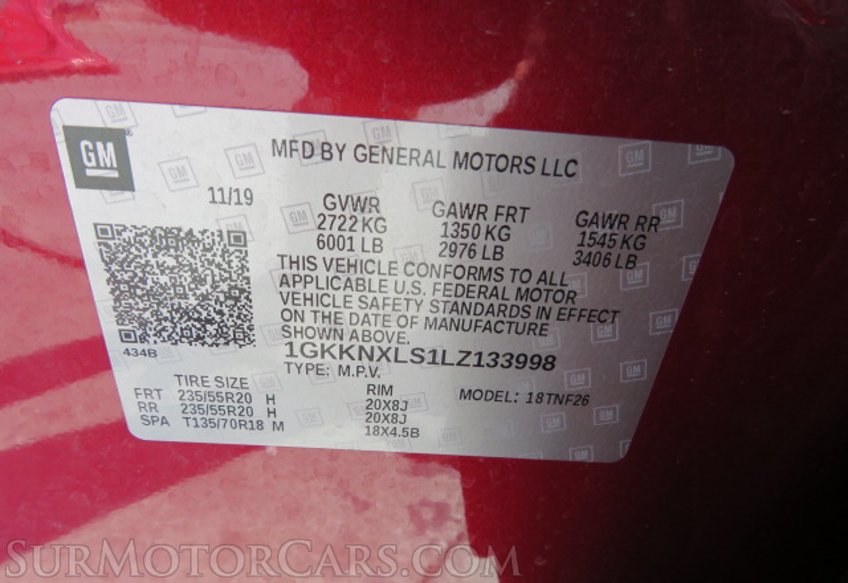 GM
MFD BY GENERAL MOTORS LLC
11/19
GVWR
2722 KG
6001 LB
GAWR FRT
1350 KG
2976 LB
GAWR RR
1545 KG
3406 LB
THIS VEHICLE CONFORMS TO ALL
APPLICABLE U.S. FEDERAL MOTOR
VEHICLE SAFETY STANDARDS IN EFFECT
ON THE DATE OF MANUFACTURE
SHOWN ABOVE.
434B
1GKKNXLS1LZ133998
TYPE: M.P.V.
MODEL: 18TNF26
TIRE SIZE RIM
FRT 235/55R20 H 20X8J
RR 235/55R20 H 20X8J
SPA T135/70R18 M 18X4.5B
SURMOTORCARS.COM